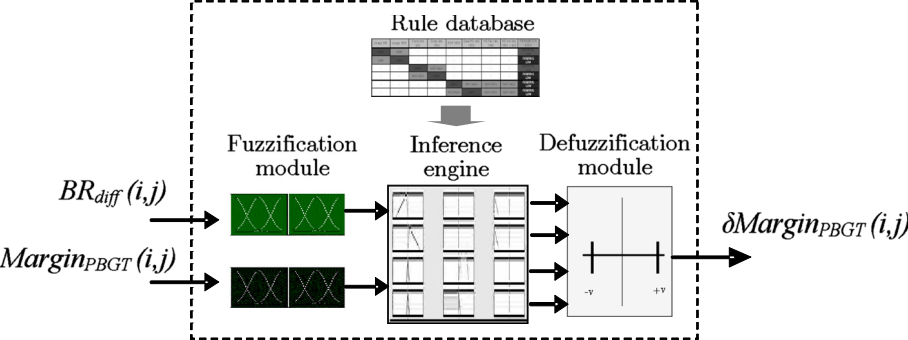 Rule database
Fuzzification
module
Inference
engine
Defuzzification
module
BRdiff (i,j)
MarginPBGT (i,j)
δMarginPBGT (i,j)
-v
+v